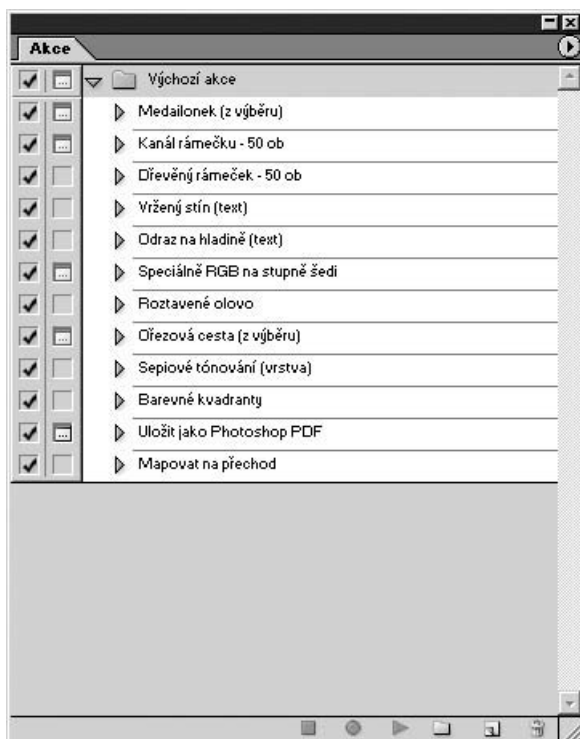 Akce
Výchozí akce
Medailonek (z výběru)
Kanál rámečku - 50 ob
Dřevěný rámeček - 50 ob
Vržený stín (text)
Odraz na hladině (text)
Speciálně RGB na stupně šedi
Roztavené olovo
Ořezová cesta (z výběru)
Sepiové tónování (vrstva)
Barevné kvadranty
Uložit jako Photoshop PDF
Mapovat na přechod